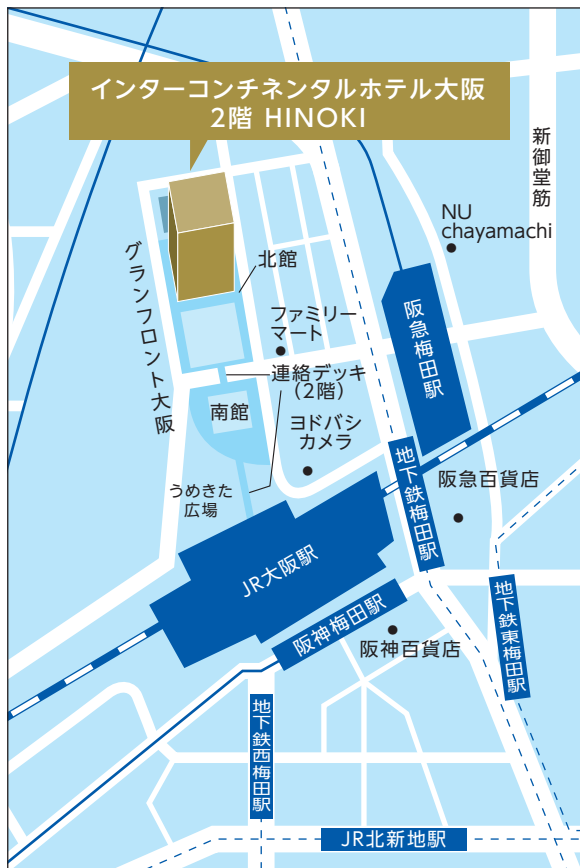 インターコンチネンタルホテル大阪
2階 HINOKI
新御堂筋
NU
chayamachi
北館
グランフロント大阪
阪急梅田駅
ファミリー
マート
連絡デッキ
(2階)
南館
ヨドバシ
カメラ
うめきた
広場
地下鉄梅田駅
阪急百貨店
JR大阪駅
阪神梅田駅
阪神百貨店
地下鉄東梅田駅
地下鉄西梅田駅
JR北新地駅